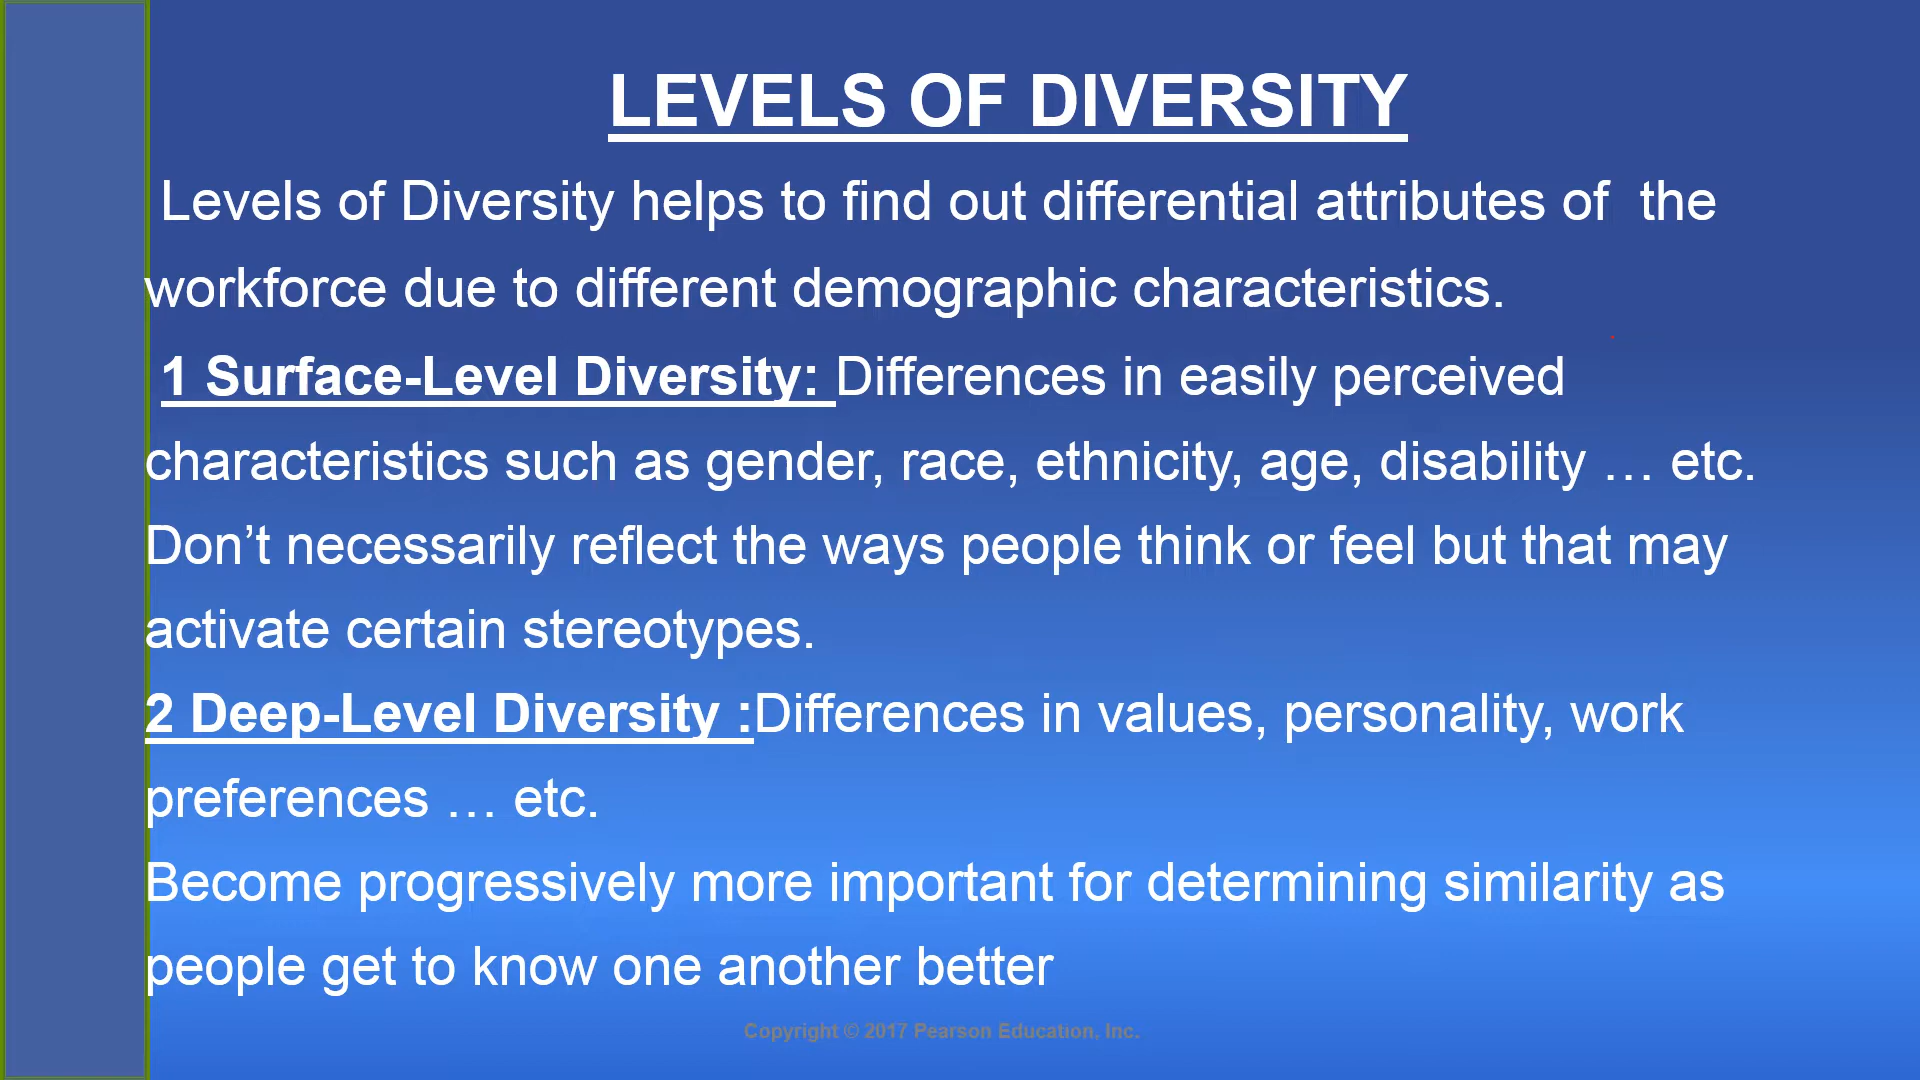 LEVELS OF DIVERSITY
Levels of Diversity helps to find out differential attributes of  the
workforce due to different demographic characteristics.
1 Surface-Level Diversity: Differences in easily perceived
characteristics such as gender, race, ethnicity, age, disability … etc.
Don’t necessarily reflect the ways people think or feel but that may
activate certain stereotypes.
2 Deep-Level Diversity :Differences in values, personality, work
preferences … etc.
Become progressively more important for determining similarity as
people get to know one another better
Copyright © 2017 Pearson Education, Inc.